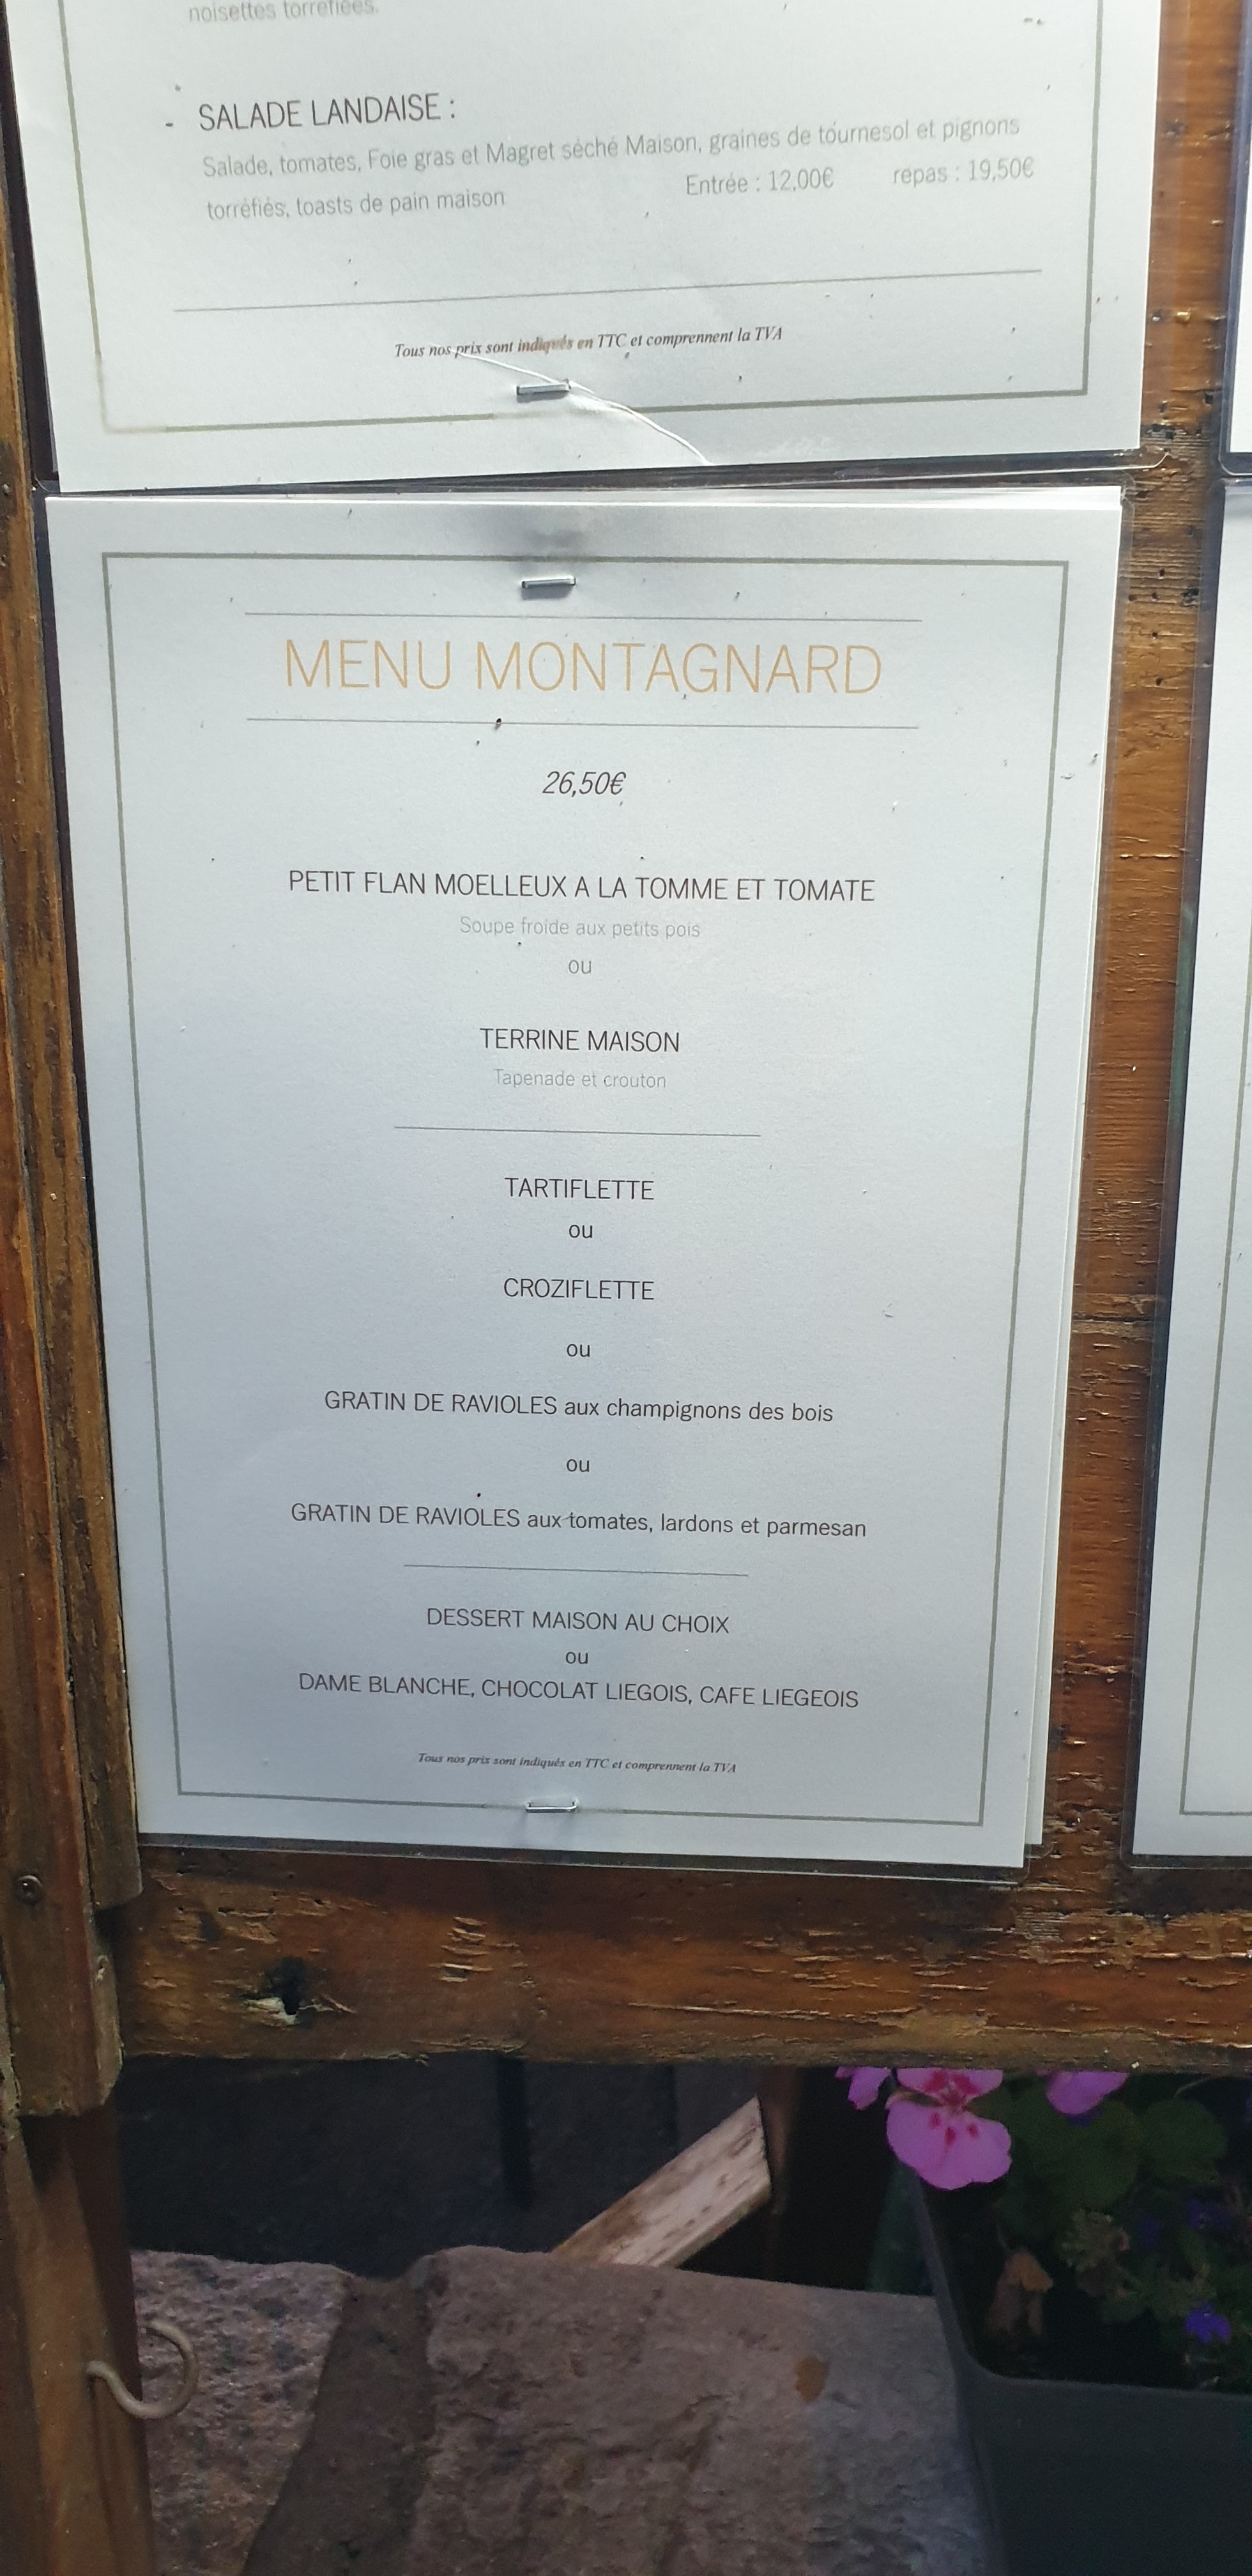 noisettes torréfiées.
- SALADE LANDAISE :
Salade, tomates, Foie gras et Magret séché Maison, graines de tournesol et pignons
torréfiés, toasts de pain maison Entrée : 12,00€ repas : 19,50€
Tous nos prix sont indiqués en TTC et comprennent la TVA
MENU MONTAGNARD
26,50€
PETIT FLAN MOELLEUX A LA TOMME ET TOMATE
Soupe froide aux petits pois
ou
TERRINE MAISON
Tapenade et crouton
TARTIFLETTE
ou
CROZIFLETTE
ou
GRATIN DE RAVIOLES aux champignons des bois
ou
GRATIN DE RAVIOLES aux tomates, lardons et parmesan
DESSERT MAISON AU CHOIX
ou
DAME BLANCHE, CHOCOLAT LIEGOIS, CAFE LIEGEOIS
Tous nos prix sont indiqués en TTC et comprennent la TVA